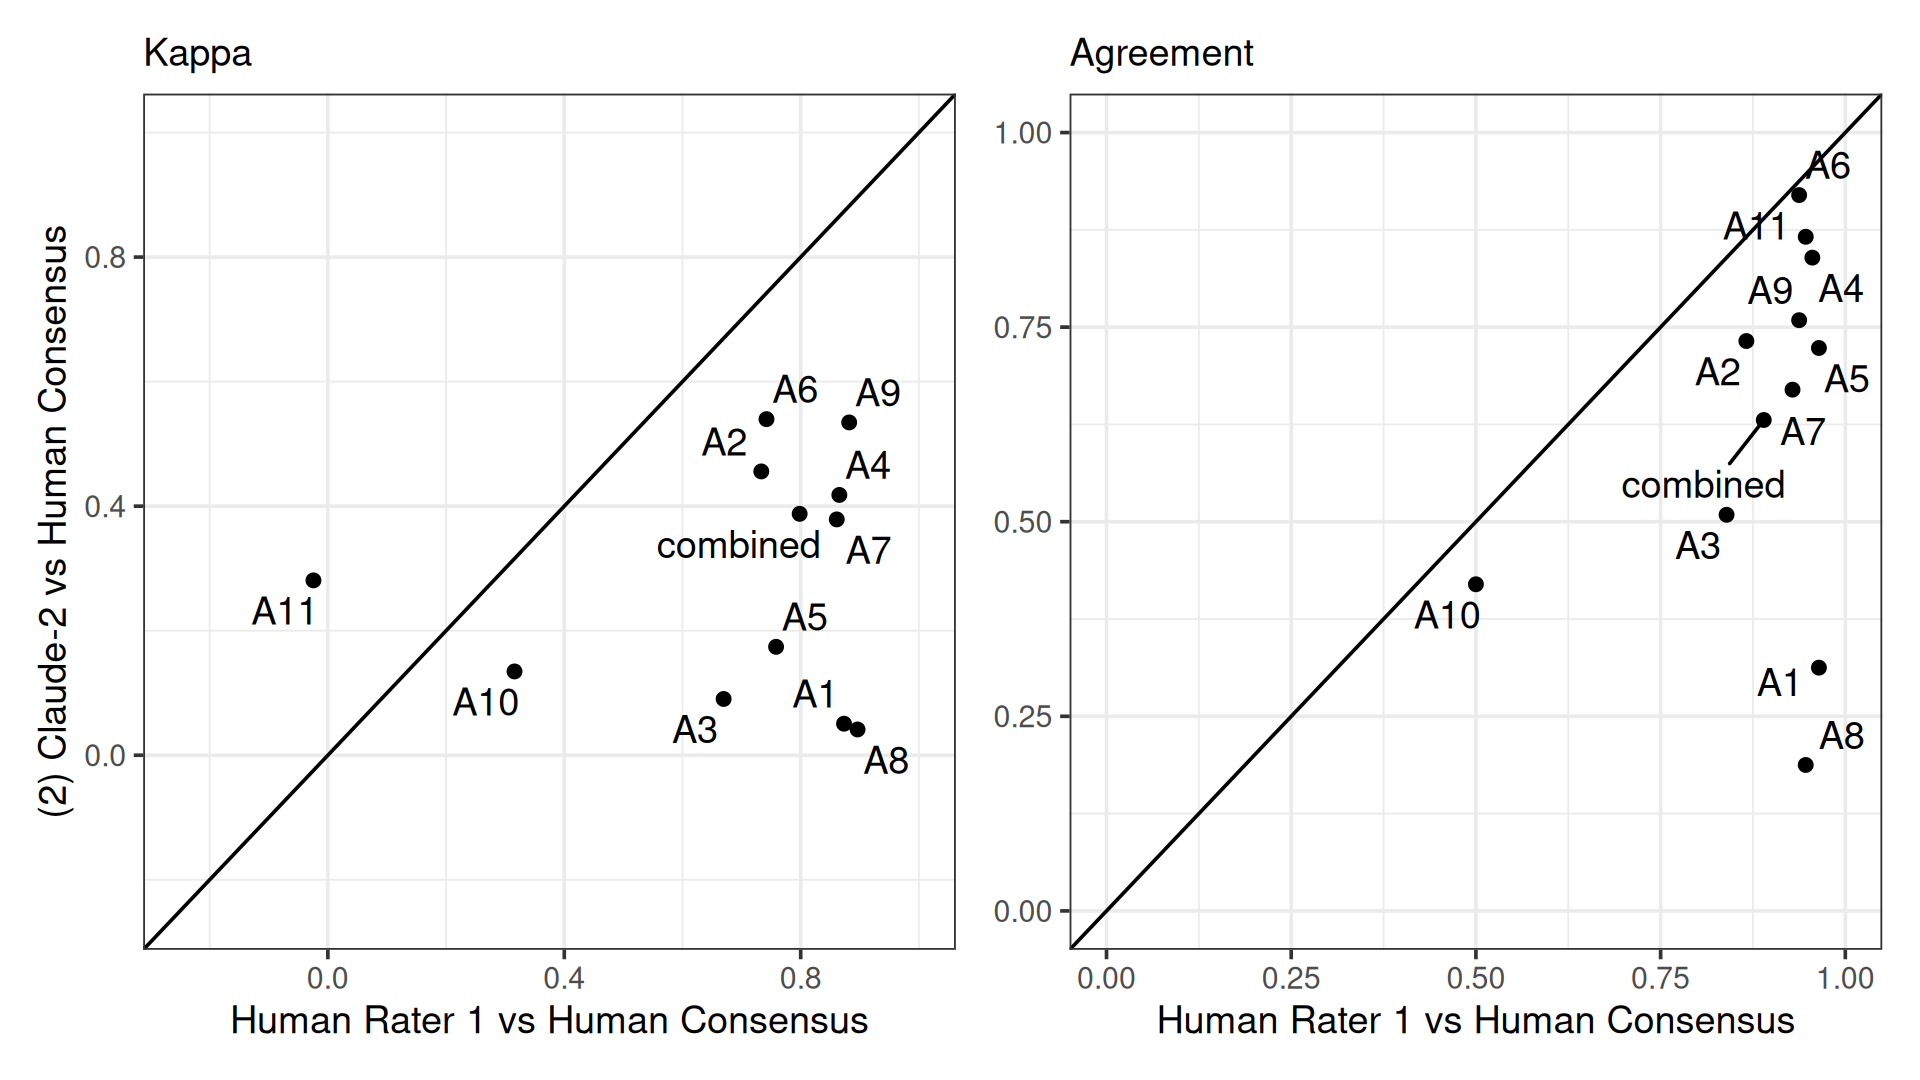 Kappa
(2) Claude-2 vs Human Consensus
0.8
0.4
0.0
A6
A9
A2
A4
combined
A7
A11
A5
A10
A1
A3
A8
0.0
0.4
0.8
Human Rater 1 vs Human Consensus
Agreement
1.00
0.75
0.50
0.25
0.00
A6
A11
A9
A4
A2
A5
A7
combined
A3
A10
A1
A8
0.00
0.25
0.50
0.75
1.00
Human Rater 1 vs Human Consensus